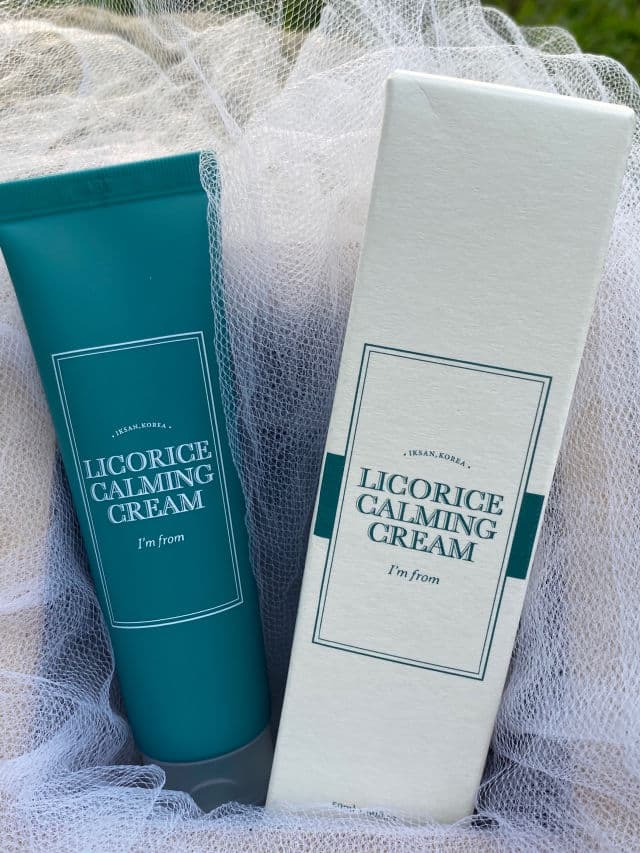 • IKSAN, KOREA •
LICORICE
CALMING
CREAM
I'm from
• IKSAN, KOREA •
LICORICE
CALMING
CREAM
I'm from